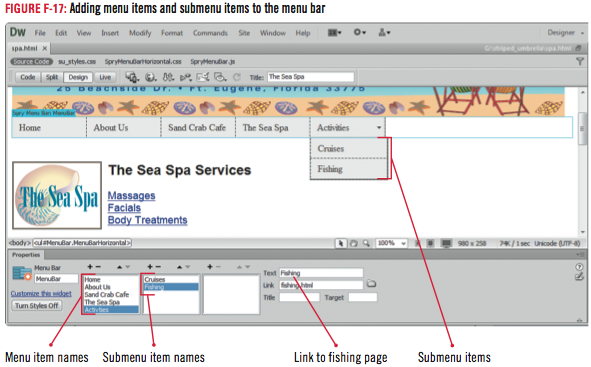 FIGURE F-17: Adding menu items and submenu items to the menu bar
DW File Edit View Insert Modify Format Commands Site Window Help Designer
spa.html × G:\striped_umbrella\spa.html
Source Code su_styles.css SpryMenuBarHorizontal.css SpryMenuBar.js
Code Split Design Live Title: The Sea Spa
25 Beachside Dr. • Ft. Eugene, Florida 33775
Spry Menu Bar: MenuBar
Home About Us Sand Crab Cafe The Sea Spa Activities
Cruises
Fishing
The Sea Spa
The Sea Spa Services
Massages
Facials
Body Treatments
<body> <ul#MenuBar.MenuBarHorizontal> 100% 980 x 258 74K / 1 sec Unicode (UTF-8)
Properties
Menu Bar
MenuBar
Customize this widget
Turn Styles Off
Home
About Us
Sand Crab Cafe
The Sea Spa
Activities
Cruises
Fishing
Text Fishing
Link fishing.html
Title Target
Menu item names Submenu item names Link to fishing page Submenu items